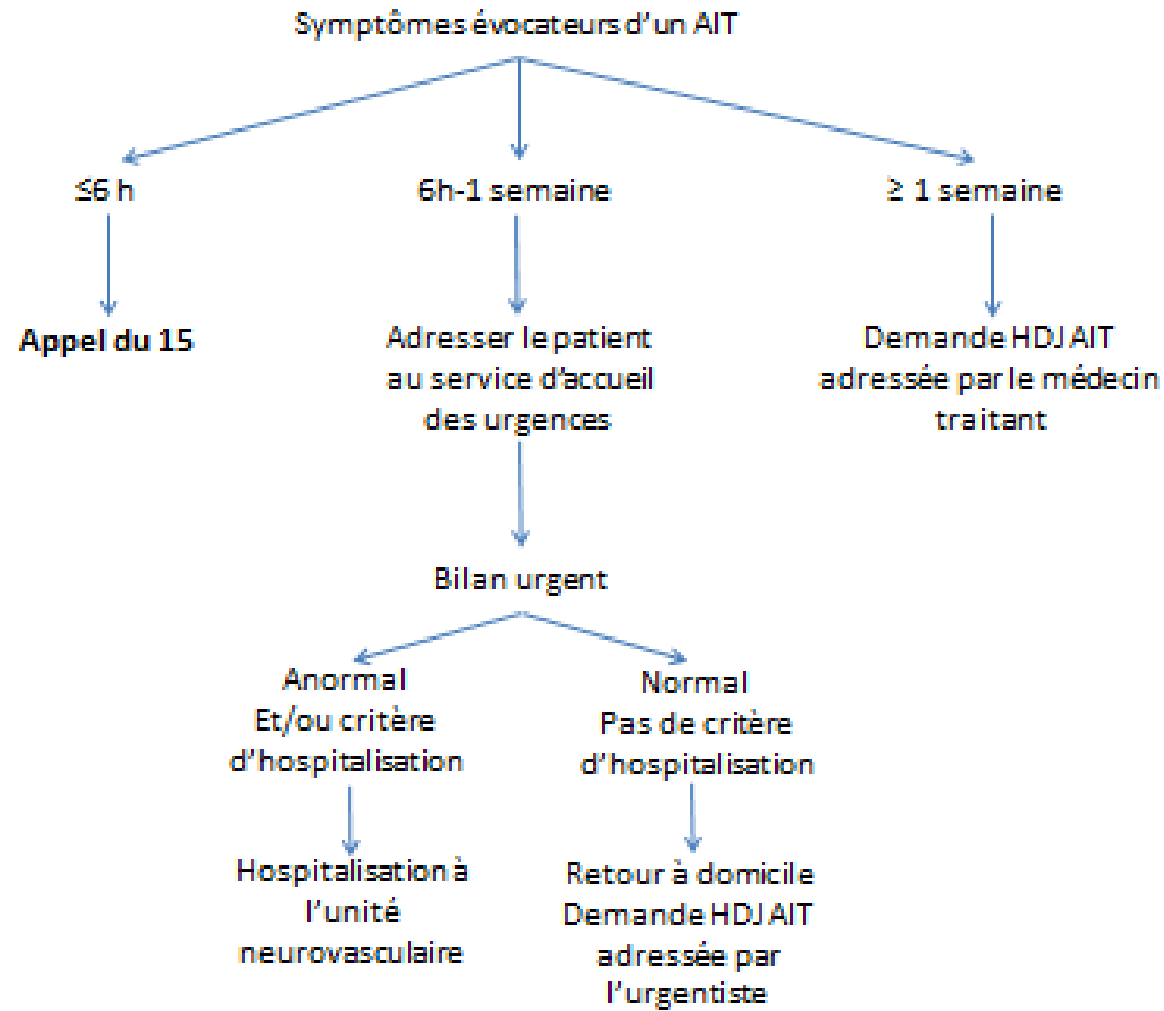 Symptômes évocateurs d'un AIT
≤6 h
6h-1 semaine
≥ 1 semaine
Appel du 15
Adresser le patient
au service d'accueil
des urgences
Demande HDJ AIT
adressée par le médecin
traitant
Bilan urgent
Anormal
Et/ou critère
d'hospitalisation
Normal
Pas de critère
d'hospitalisation
Hospitalisation à
l'unité
neurovasculaire
Retour à domicile
Demande HDJ AIT
adressée par
l'urgentiste